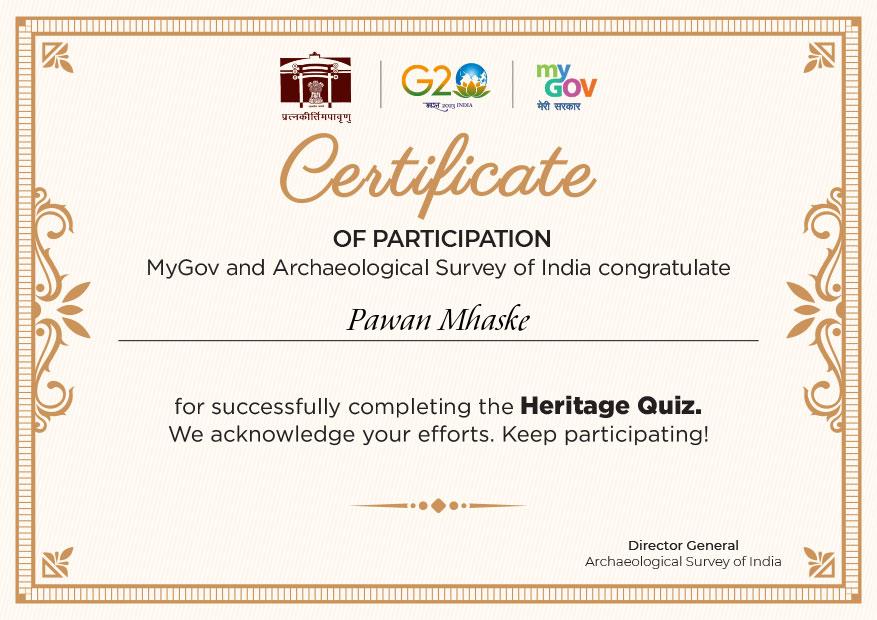 प्रत्नकीर्तिमपावृणु
G20
भारत 2023 INDIA
my
GOV
मेरी सरकार
Certificate
OF PARTICIPATION
MyGov and Archaeological Survey of India congratulate
Pawan Mhaske
for successfully completing the Heritage Quiz.
We acknowledge your efforts. Keep participating!
Director General
Archaeological Survey of India